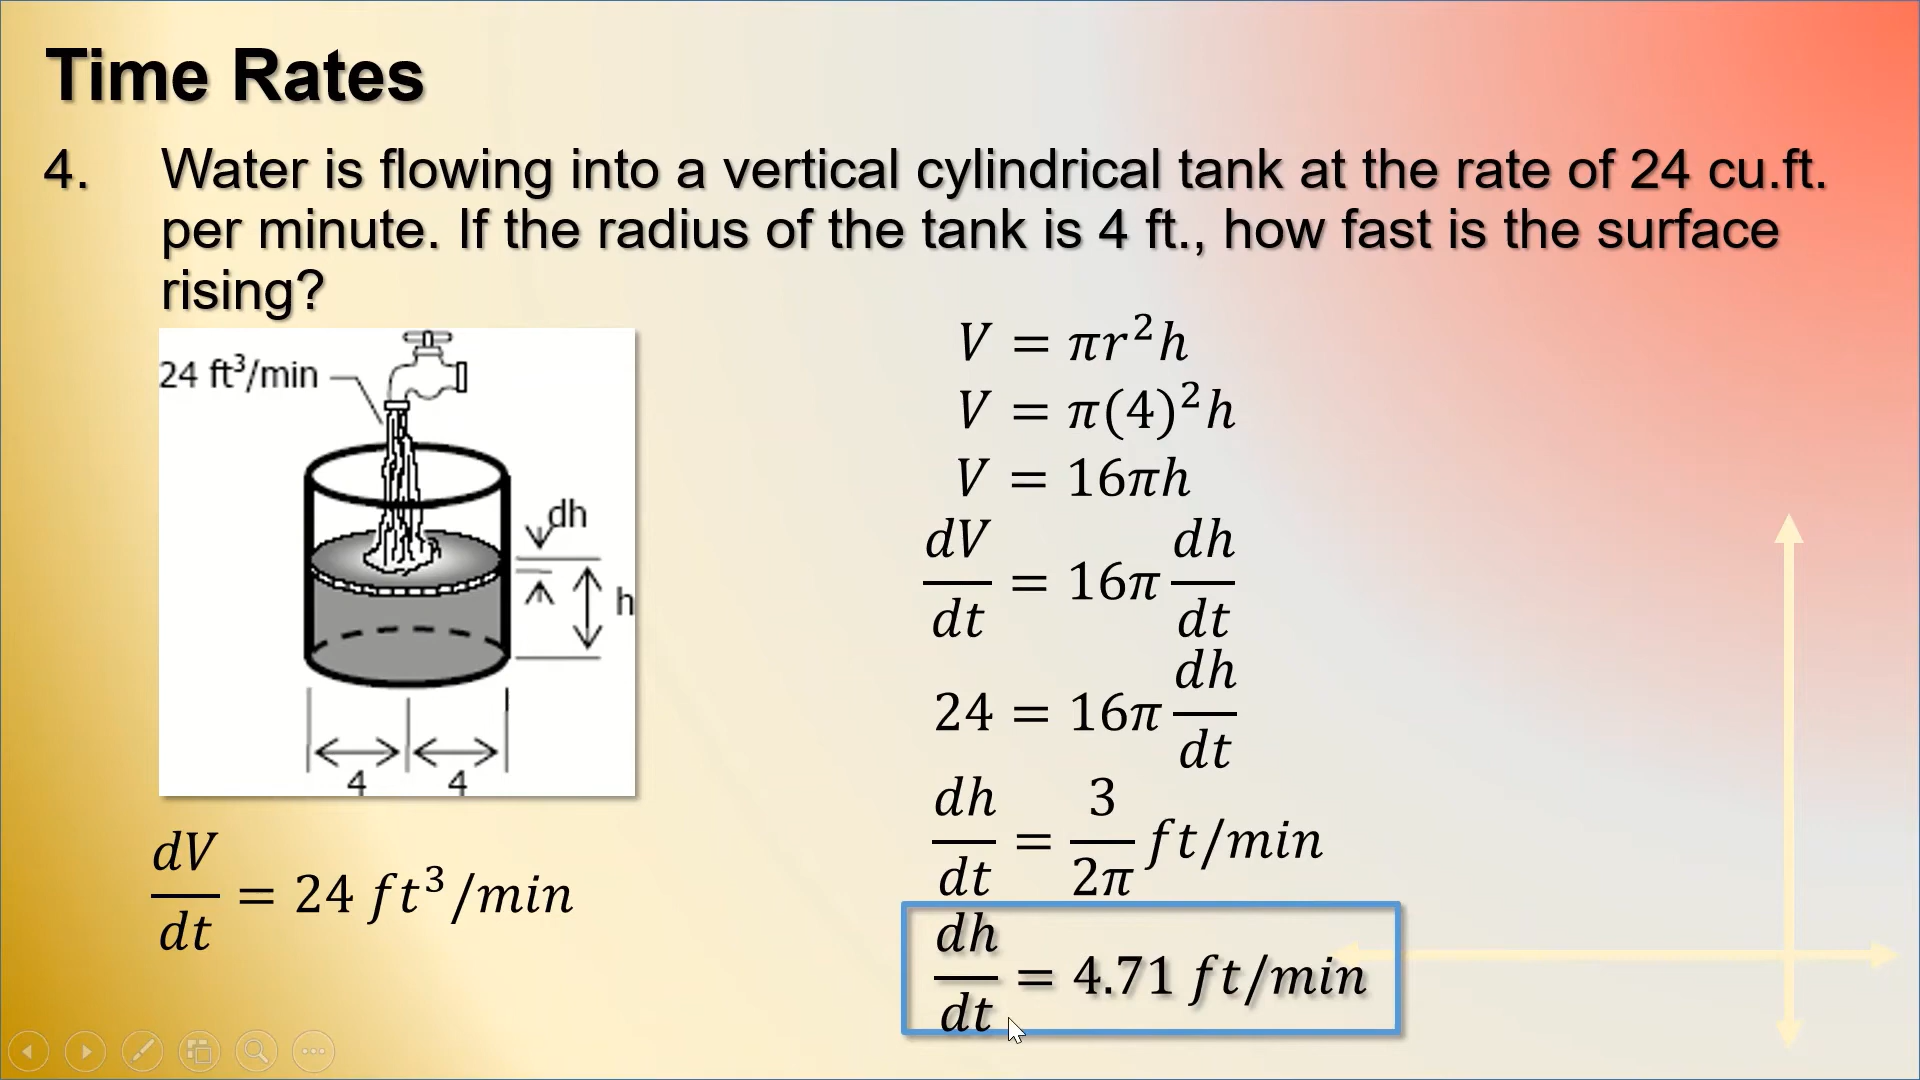 Time Rates
4. Water is flowing into a vertical cylindrical tank at the rate of 24 cu.ft.
per minute. If the radius of the tank is 4 ft., how fast is the surface
rising?
24 ft³/min
dh
h
4 4
dV/dt = 24 ft³/min
V = πr²h
V = π(4)²h
V = 16πh
dV/dt = 16π dh/dt
24 = 16π dh/dt
dh/dt = 3/2π ft/min
dh/dt = 4.71 ft/min